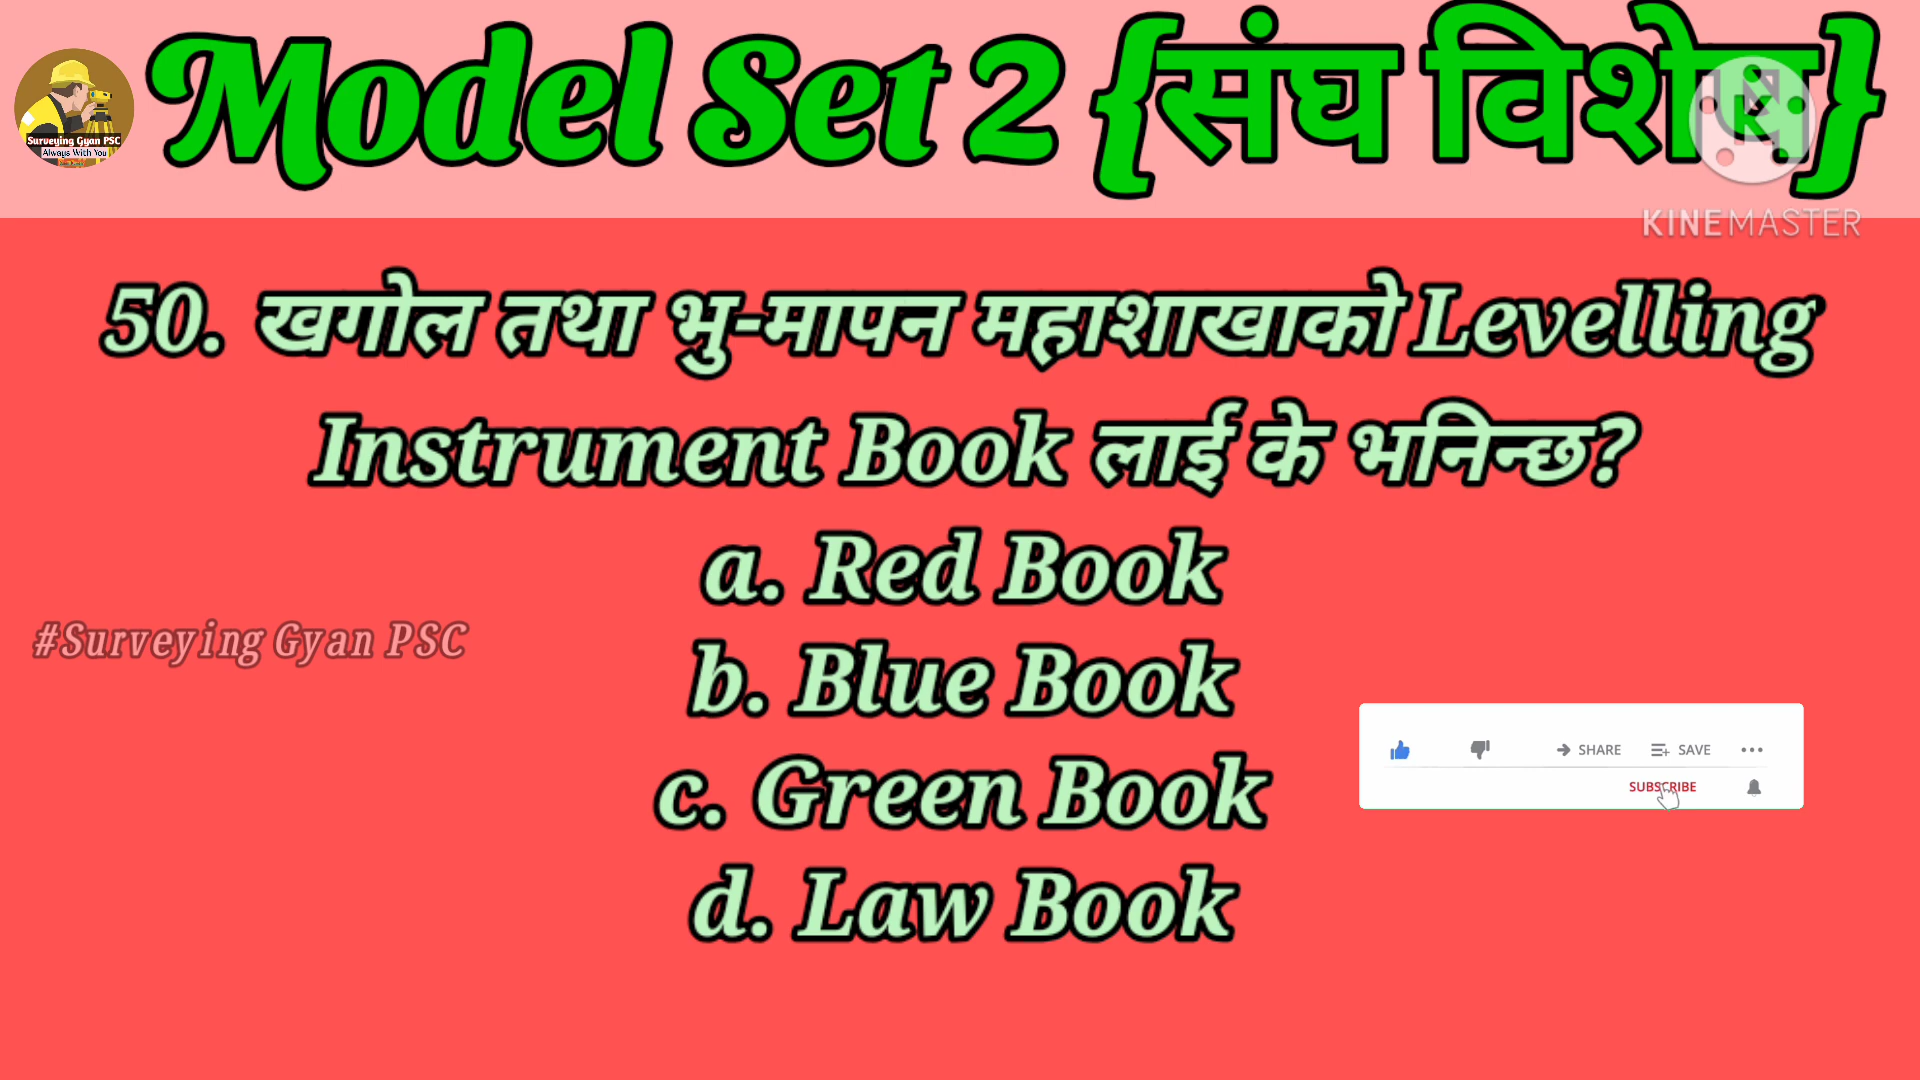 Model Set 2 {संघ विशेष}
Surveying Gyan PSC
Always With You
KINEMASTER
50. खगोल तथा भु-मापन महाशाखाको Levelling
Instrument Book लाई के भनिन्छ?
a. Red Book
#Surveying Gyan PSC
b. Blue Book
SHARE SAVE
SUBSCRIBE
c. Green Book
d. Law Book